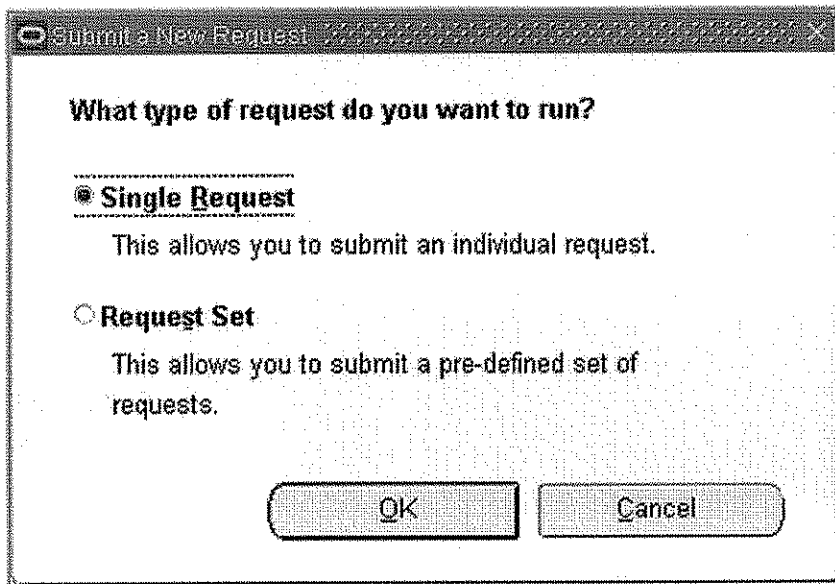 Submit a New Request
What type of request do you want to run?
Single Request
This allows you to submit an individual request.
Request Set
This allows you to submit a pre-defined set of
requests.
OK
Cancel